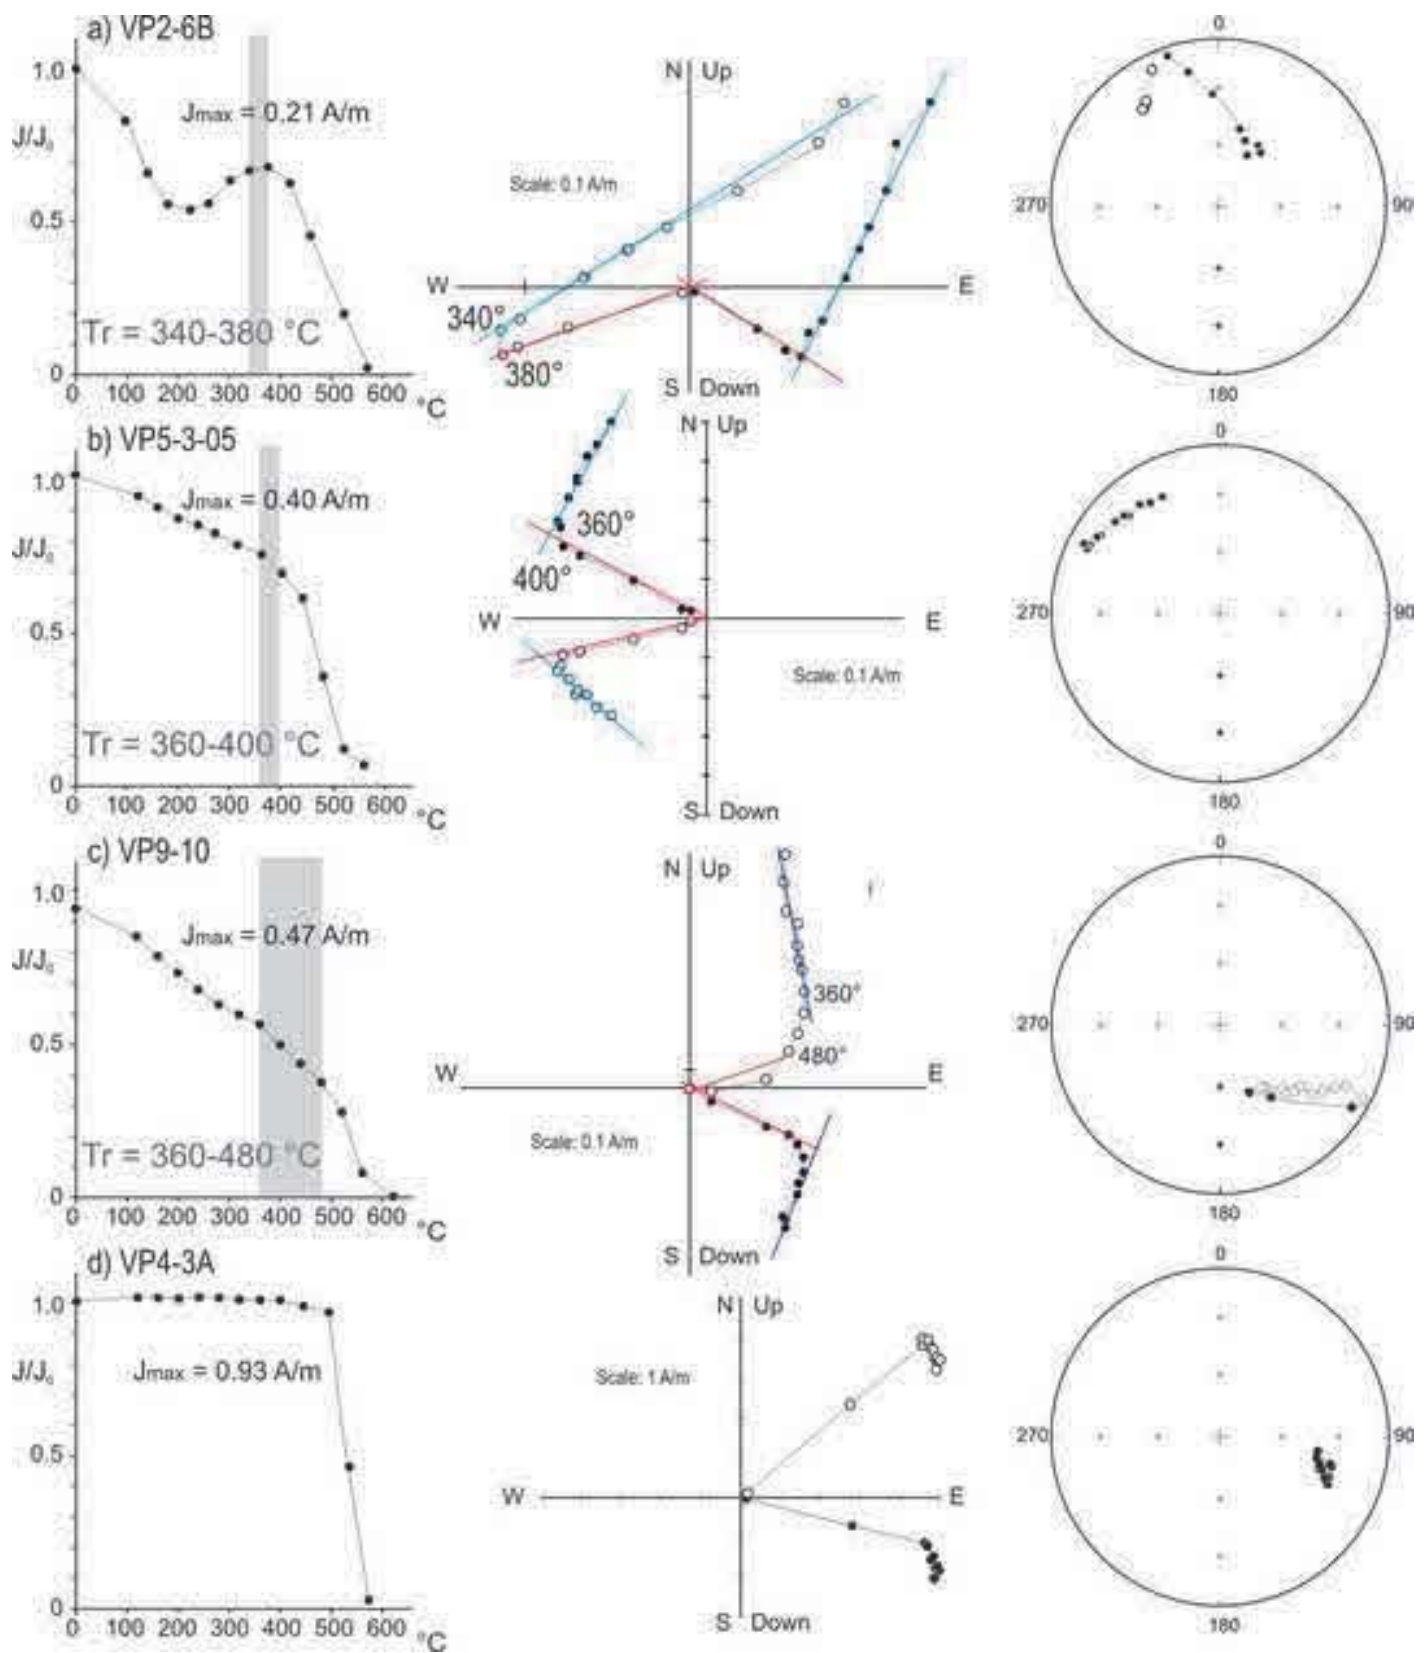 a) VP2-6B
1.0
J/J₀
0.5
0
Jmax = 0.21 A/m
Tr = 340-380 °C
0 100 200 300 400 500 600 °C
N Up
Scale: 0.1 A/m
W E
340°
380°
S Down
0
270 90
180
b) VP5-3-05
1.0
J/J₀
0.5
0
Jmax = 0.40 A/m
Tr = 360-400 °C
0 100 200 300 400 500 600 °C
N Up
360°
400°
W E
Scale: 0.1 A/m
S Down
0
270 90
180
c) VP9-10
1.0
J/J₀
0.5
0
Jmax = 0.47 A/m
Tr = 360-480 °C
0 100 200 300 400 500 600 °C
N Up
360°
480°
W E
Scale: 0.1 A/m
S Down
0
270 90
180
d) VP4-3A
1.0
J/J₀
0.5
0
Jmax = 0.93 A/m
0 100 200 300 400 500 600 °C
N Up
Scale: 1 A/m
W E
S Down
0
270 90
180